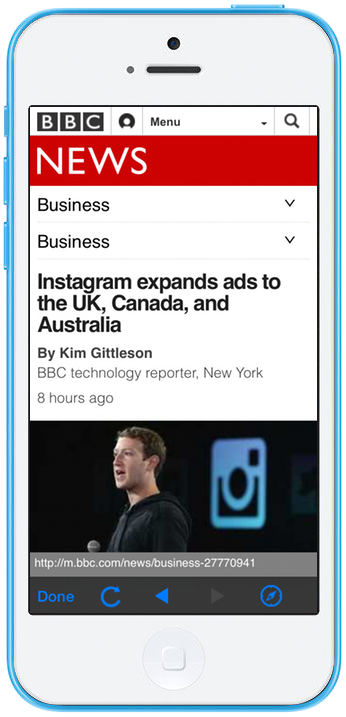 BBC Menu
NEWS
Business
Business
Instagram expands ads to
the UK, Canada, and
Australia
By Kim Gittleson
BBC technology reporter, New York
8 hours ago
http://m.bbc.com/news/business-27770941
Done